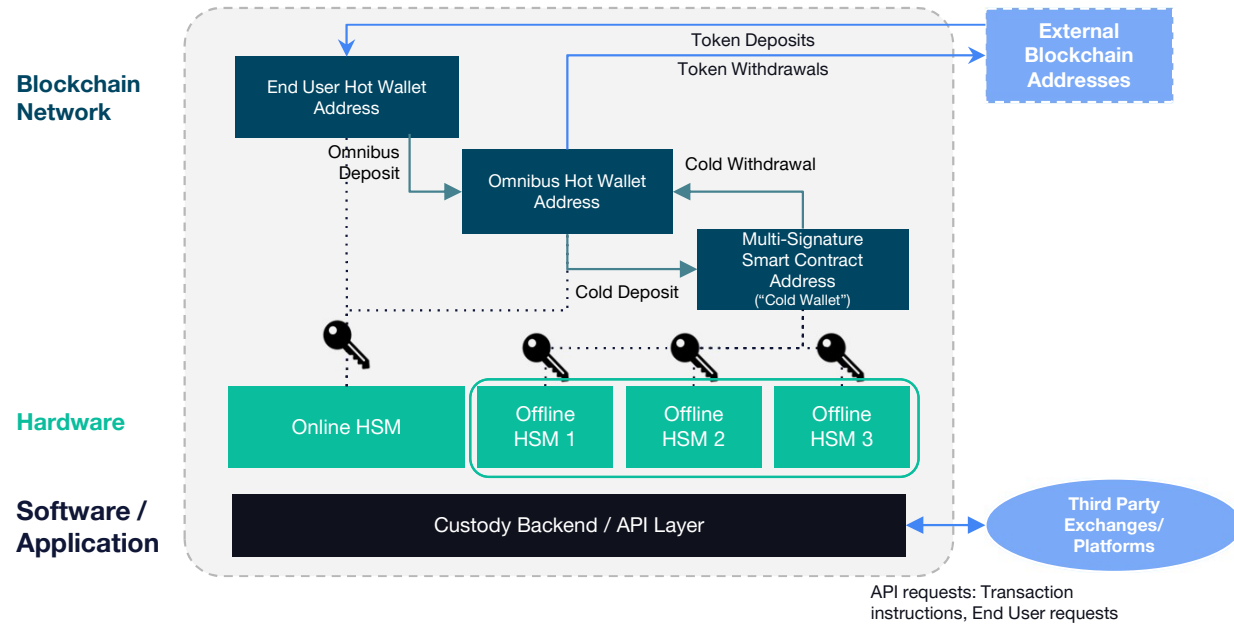 Token Deposits
Token Withdrawals
External
Blockchain
Addresses
Blockchain
Network
End User Hot Wallet
Address
Omnibus
Deposit
Omnibus Hot Wallet
Address
Cold Withdrawal
Multi-Signature
Smart Contract
Address
(“Cold Wallet”)
Cold Deposit
Hardware
Online HSM
Offline
HSM 1
Offline
HSM 2
Offline
HSM 3
Software /
Application
Custody Backend / API Layer
Third Party
Exchanges/
Platforms
API requests: Transaction
instructions, End User requests